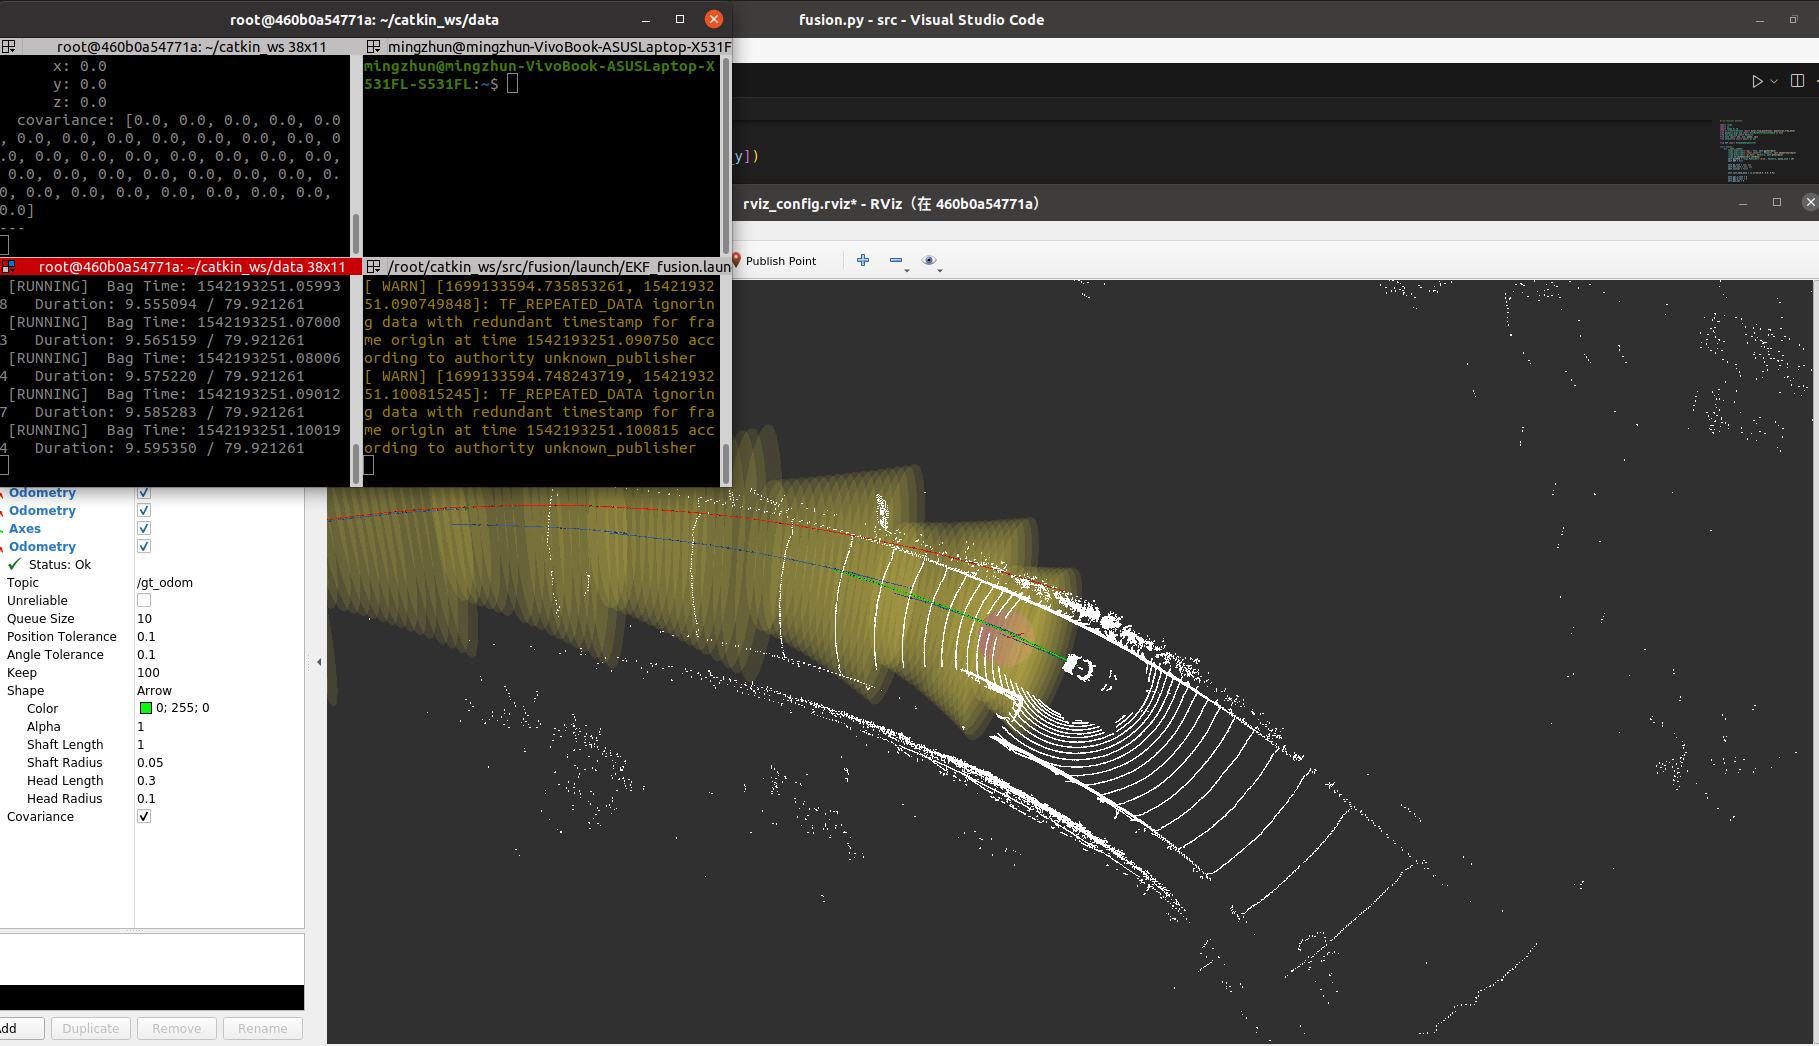 root@460b0a54771a: ~/catkin_ws/data
fusion.py - src - Visual Studio Code
root@460b0a54771a: ~/catkin_ws 38x11
x: 0.0
y: 0.0
z: 0.0
covariance: [0.0, 0.0, 0.0, 0.0, 0.0
, 0.0, 0.0, 0.0, 0.0, 0.0, 0.0, 0.0, 0
.0, 0.0, 0.0, 0.0, 0.0, 0.0, 0.0, 0.0,
0.0, 0.0, 0.0, 0.0, 0.0, 0.0, 0.0, 0.
0, 0.0, 0.0, 0.0, 0.0, 0.0, 0.0, 0.0,
0.0]
---
mingzhun@mingzhun-VivoBook-ASUSLaptop-X531F
mingzhun@mingzhun-VivoBook-ASUSLaptop-X
531FL-S531FL:~$
_y])
root@460b0a54771a: ~/catkin_ws/data 38x11
[RUNNING]  Bag Time: 1542193251.05993
8   Duration: 9.555094 / 79.921261
[RUNNING]  Bag Time: 1542193251.07000
3   Duration: 9.565159 / 79.921261
[RUNNING]  Bag Time: 1542193251.08006
4   Duration: 9.575220 / 79.921261
[RUNNING]  Bag Time: 1542193251.09012
7   Duration: 9.585283 / 79.921261
[RUNNING]  Bag Time: 1542193251.10019
4   Duration: 9.595350 / 79.921261
/root/catkin_ws/src/fusion/launch/EKF_fusion.laun
[ WARN] [1699133594.735853261, 15421932
51.090749848]: TF_REPEATED_DATA ignorin
g data with redundant timestamp for fra
me origin at time 1542193251.090750 acc
ording to authority unknown_publisher
[ WARN] [1699133594.748243719, 15421932
51.100815245]: TF_REPEATED_DATA ignorin
g data with redundant timestamp for fra
me origin at time 1542193251.100815 acc
ording to authority unknown_publisher
rviz_config.rviz* - RViz（在 460b0a54771a）
Publish Point
Odometry
Odometry
Axes
Odometry
Status: Ok
Topic /gt_odom
Unreliable
Queue Size 10
Position Tolerance 0.1
Angle Tolerance 0.1
Keep 100
Shape Arrow
Color 0; 255; 0
Alpha 1
Shaft Length 1
Shaft Radius 0.05
Head Length 0.3
Head Radius 0.1
Covariance
Add Duplicate Remove Rename